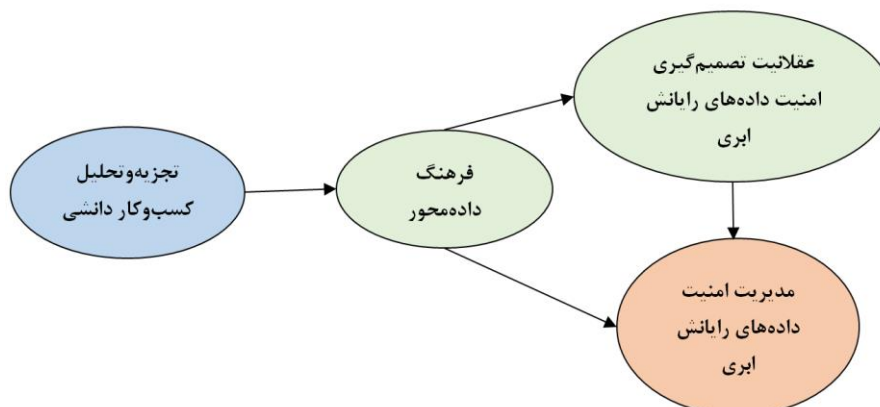 عقلانیت تصمیم‌گیری
امنیت داده‌های رایانش
ابری
فرهنگ
داده‌محور
تجزیه‌وتحلیل
کسب‌وکار دانشی
مدیریت امنیت
داده‌های رایانش
ابری